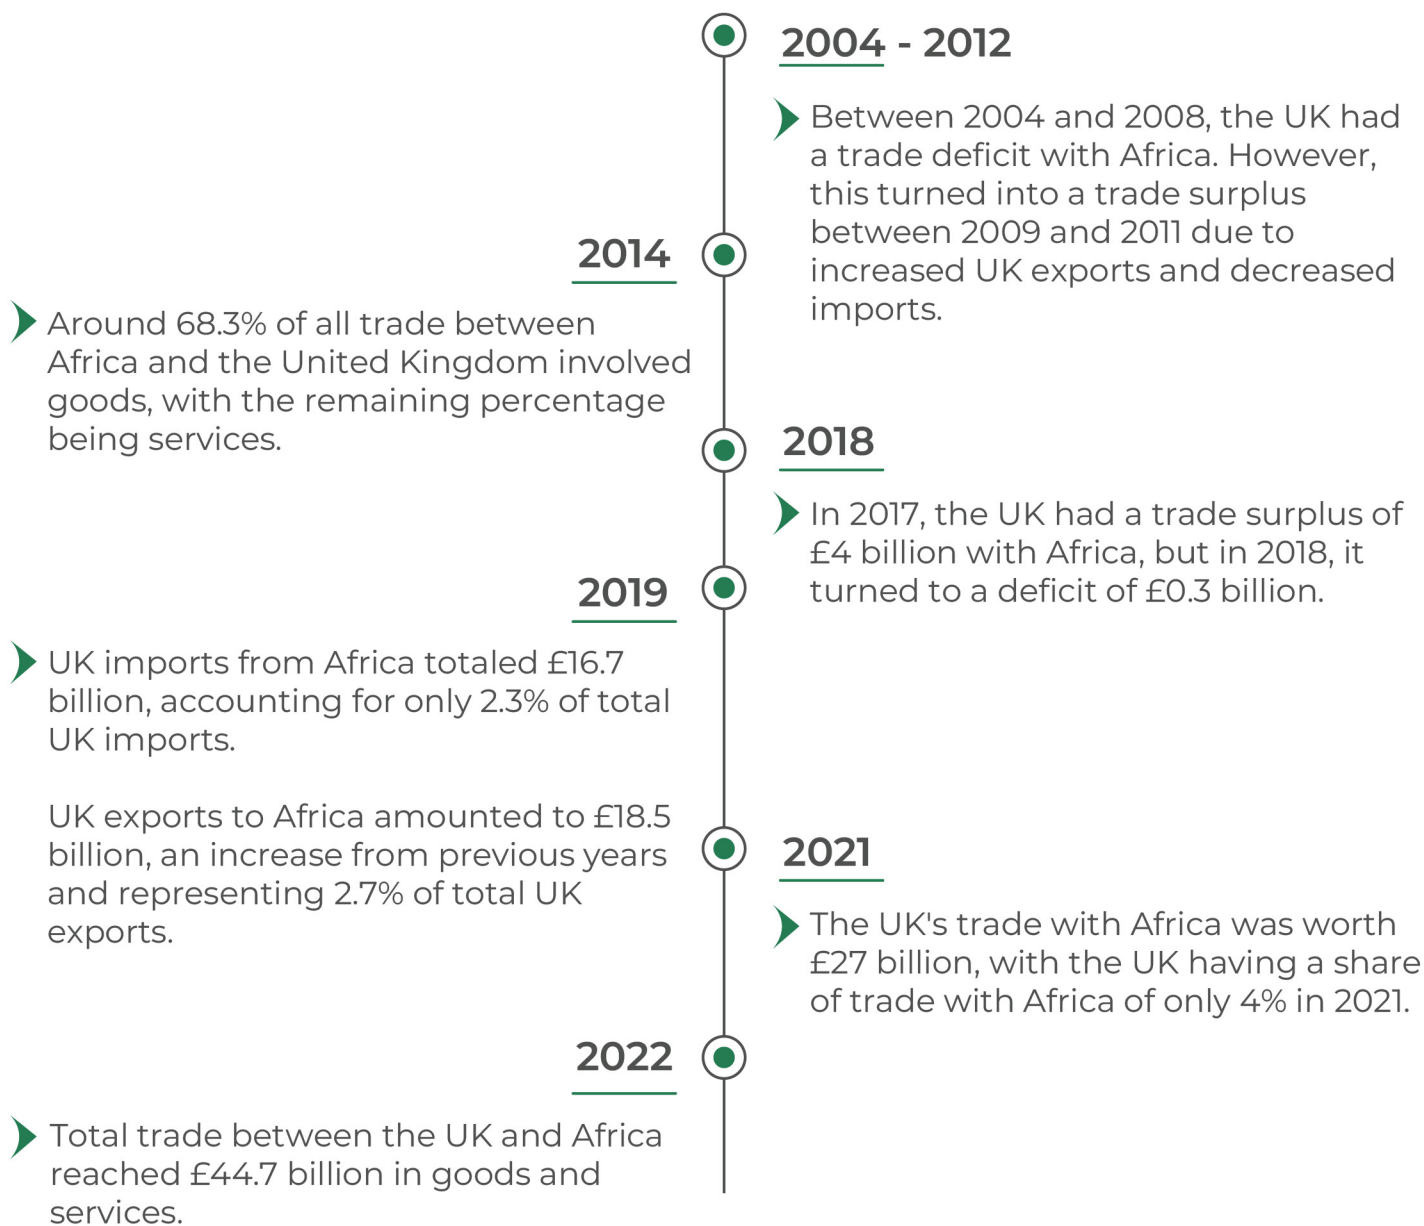 2004 - 2012
Between 2004 and 2008, the UK had
a trade deficit with Africa. However,
this turned into a trade surplus
between 2009 and 2011 due to
increased UK exports and decreased
imports.
2014
Around 68.3% of all trade between
Africa and the United Kingdom involved
goods, with the remaining percentage
being services.
2018
In 2017, the UK had a trade surplus of
£4 billion with Africa, but in 2018, it
turned to a deficit of £0.3 billion.
2019
UK imports from Africa totaled £16.7
billion, accounting for only 2.3% of total
UK imports.
UK exports to Africa amounted to £18.5
billion, an increase from previous years
and representing 2.7% of total UK
exports.
2021
The UK's trade with Africa was worth
£27 billion, with the UK having a share
of trade with Africa of only 4% in 2021.
2022
Total trade between the UK and Africa
reached £44.7 billion in goods and
services.